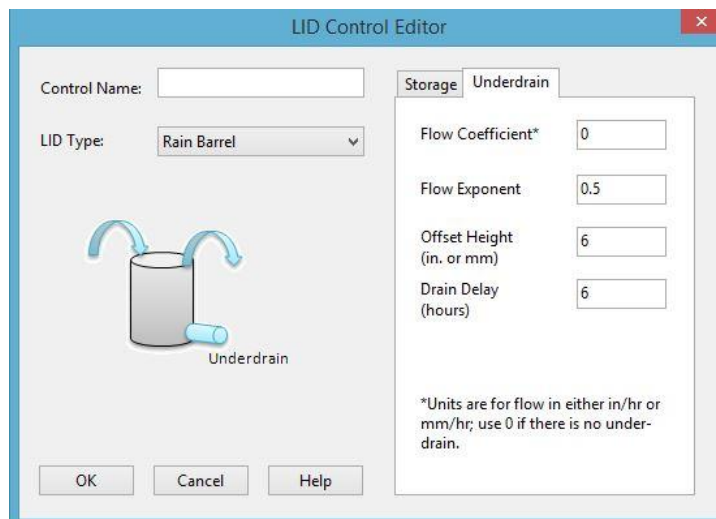 LID Control Editor
Control Name:
LID Type:
Rain Barrel
Underdrain
OK
Cancel
Help
Storage
Underdrain
Flow Coefficient*
0
Flow Exponent
0.5
Offset Height
(in. or mm)
6
Drain Delay
(hours)
6
*Units are for flow in either in/hr or
mm/hr; use 0 if there is no under-
drain.